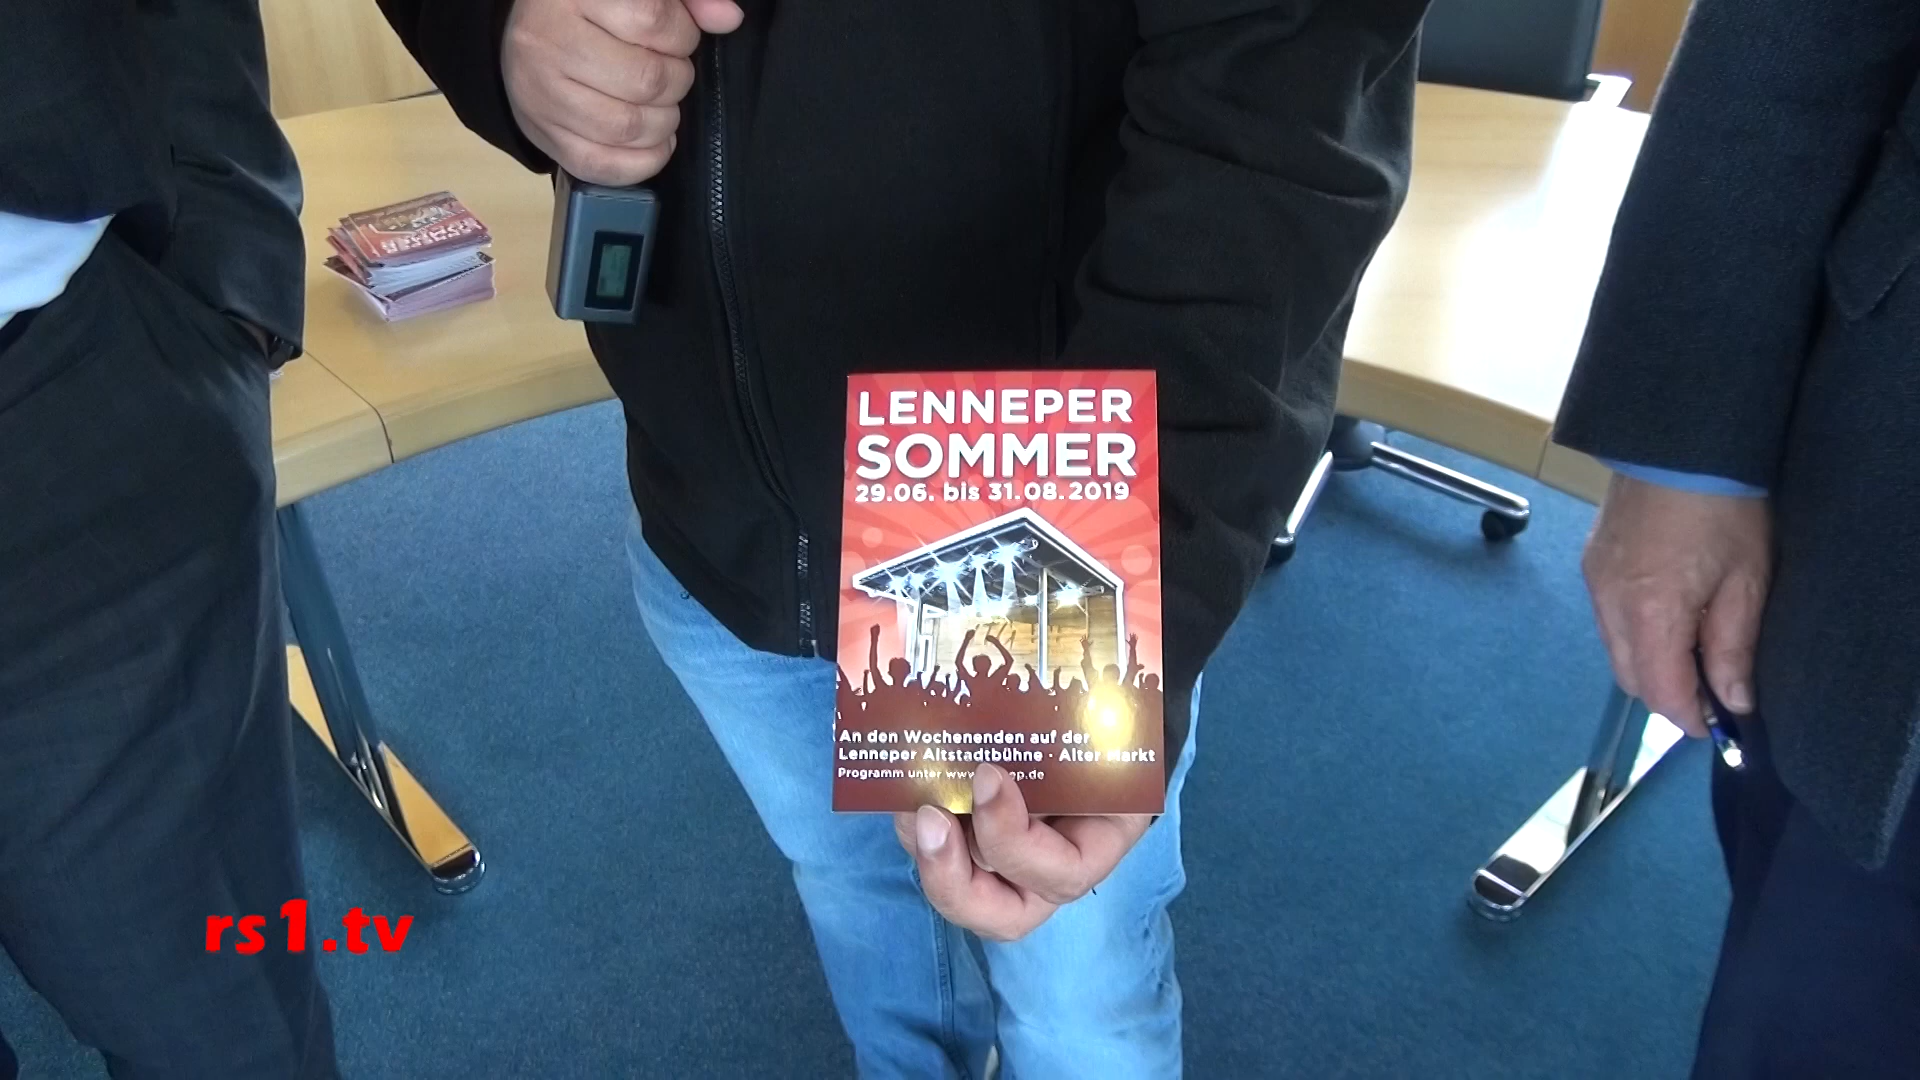 LENNEPER
SOMMER
29.06. bis 31.08.2019
An den Wochenenden auf der
Lenneper Altstadtbühne · Alter Markt
Programm unter
rs1.tv